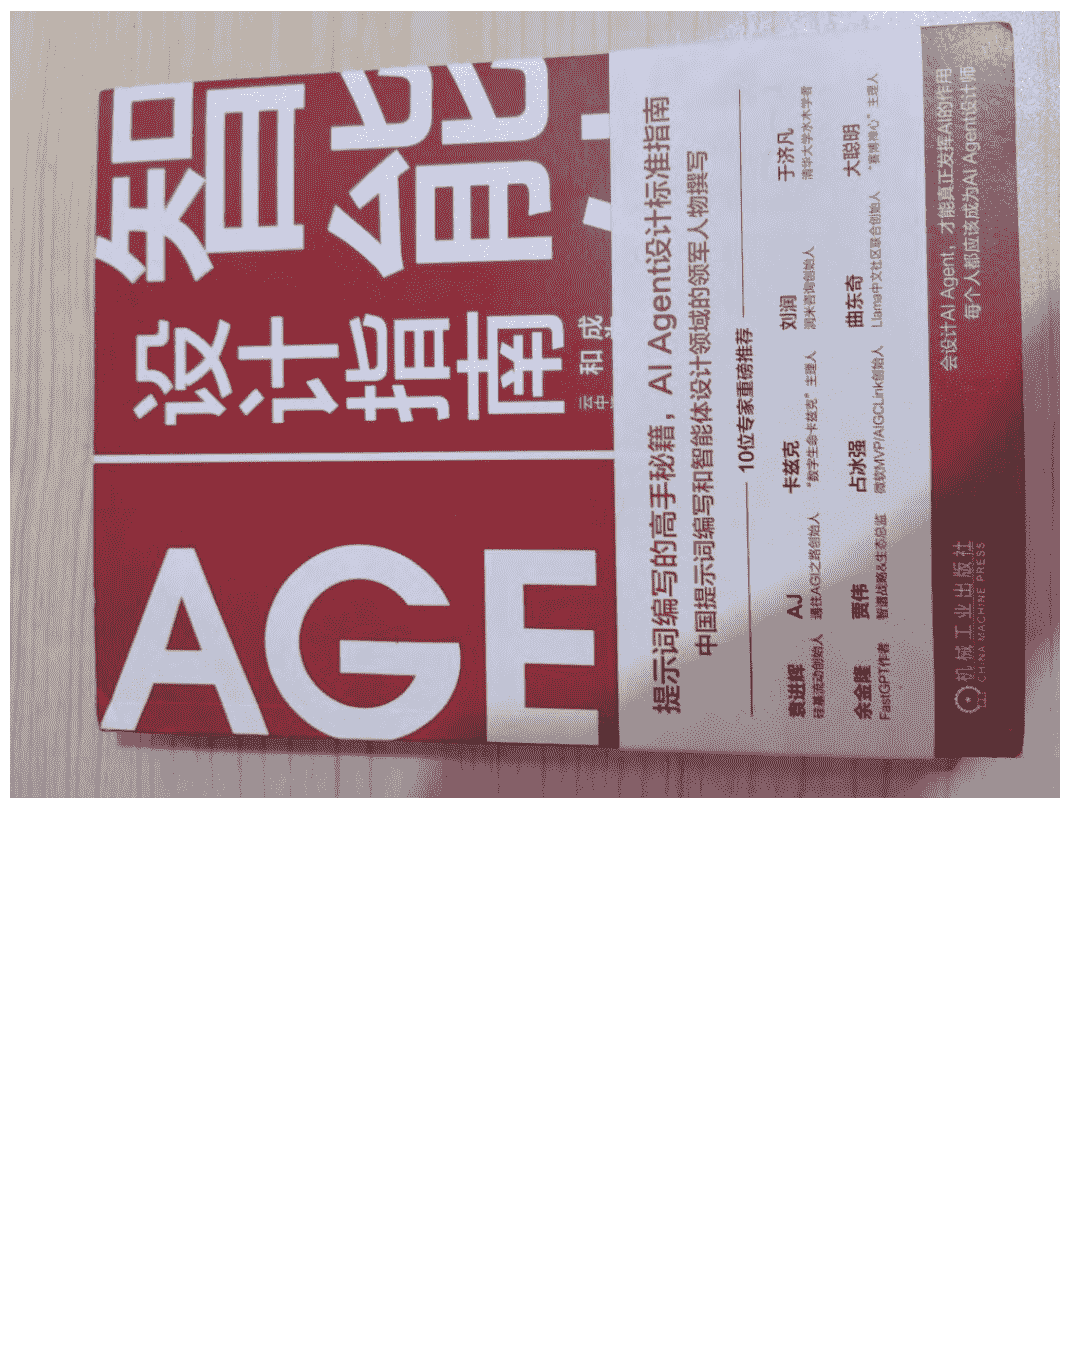 智能
设计指南
AGE
云中
和
成
提示词编写的高手秘籍，AI Agent设计标准指南
中国提示词编写和智能体设计领域的领军人物撰写
10位专家重磅推荐
袁进辉 AJ 卡兹克 刘润 于济凡
硅基流动创始人 通往AGI之路创始人 “数字生命卡兹克”主理人 润米咨询创始人 清华大学水木学者
余金隆 贾伟 占冰强 曲东奇 大聪明
FastGPT作者 智谱战略&生态总监 微软MVP/AIGCLink创始人 Llama中文社区联合创始人 “赛博禅心”主理人
会设计AI Agent，才能真正发挥AI的作用
每个人都应该成为AI Agent设计师
机械工业出版社
CHINA MACHINE PRESS